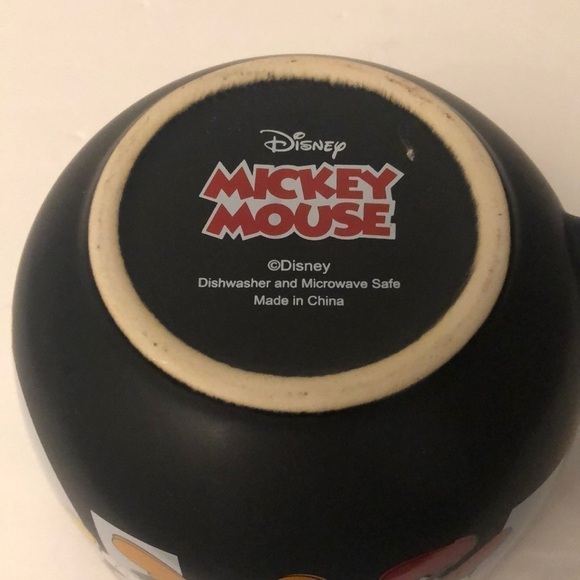 Disney
MICKEY
MOUSE
©Disney
Dishwasher and Microwave Safe
Made in China